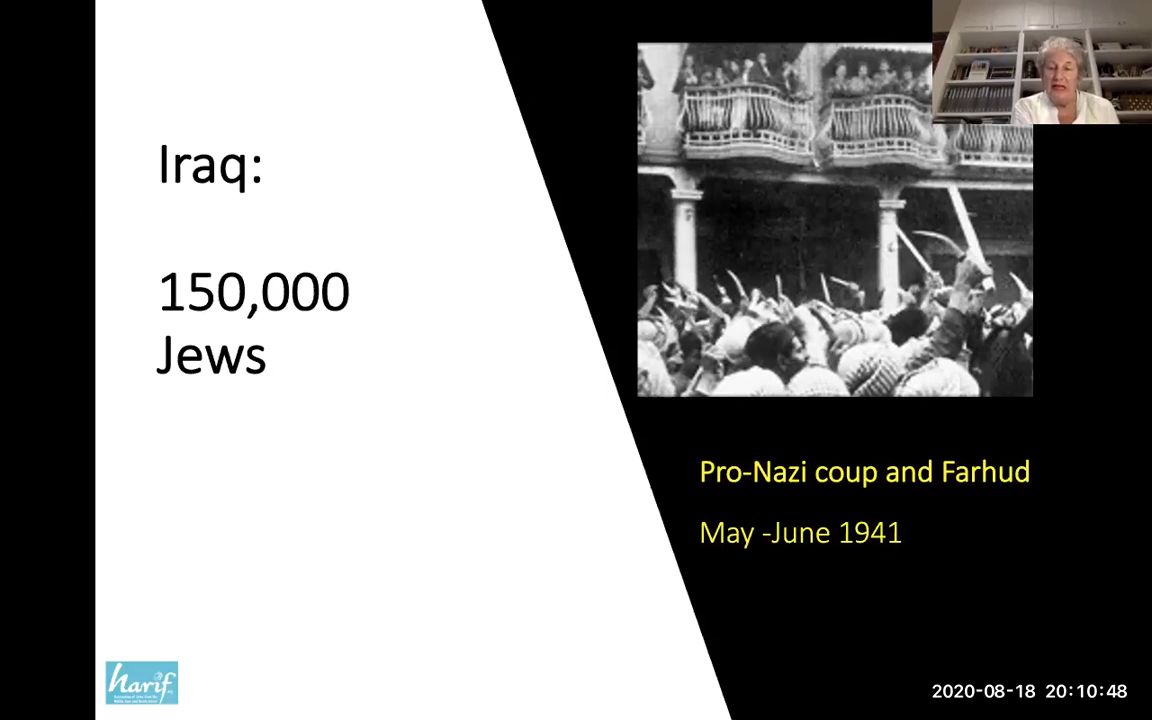 Iraq:
150,000
Jews
Pro-Nazi coup and Farhud
May -June 1941
harif
2020-08-18 20:10:48